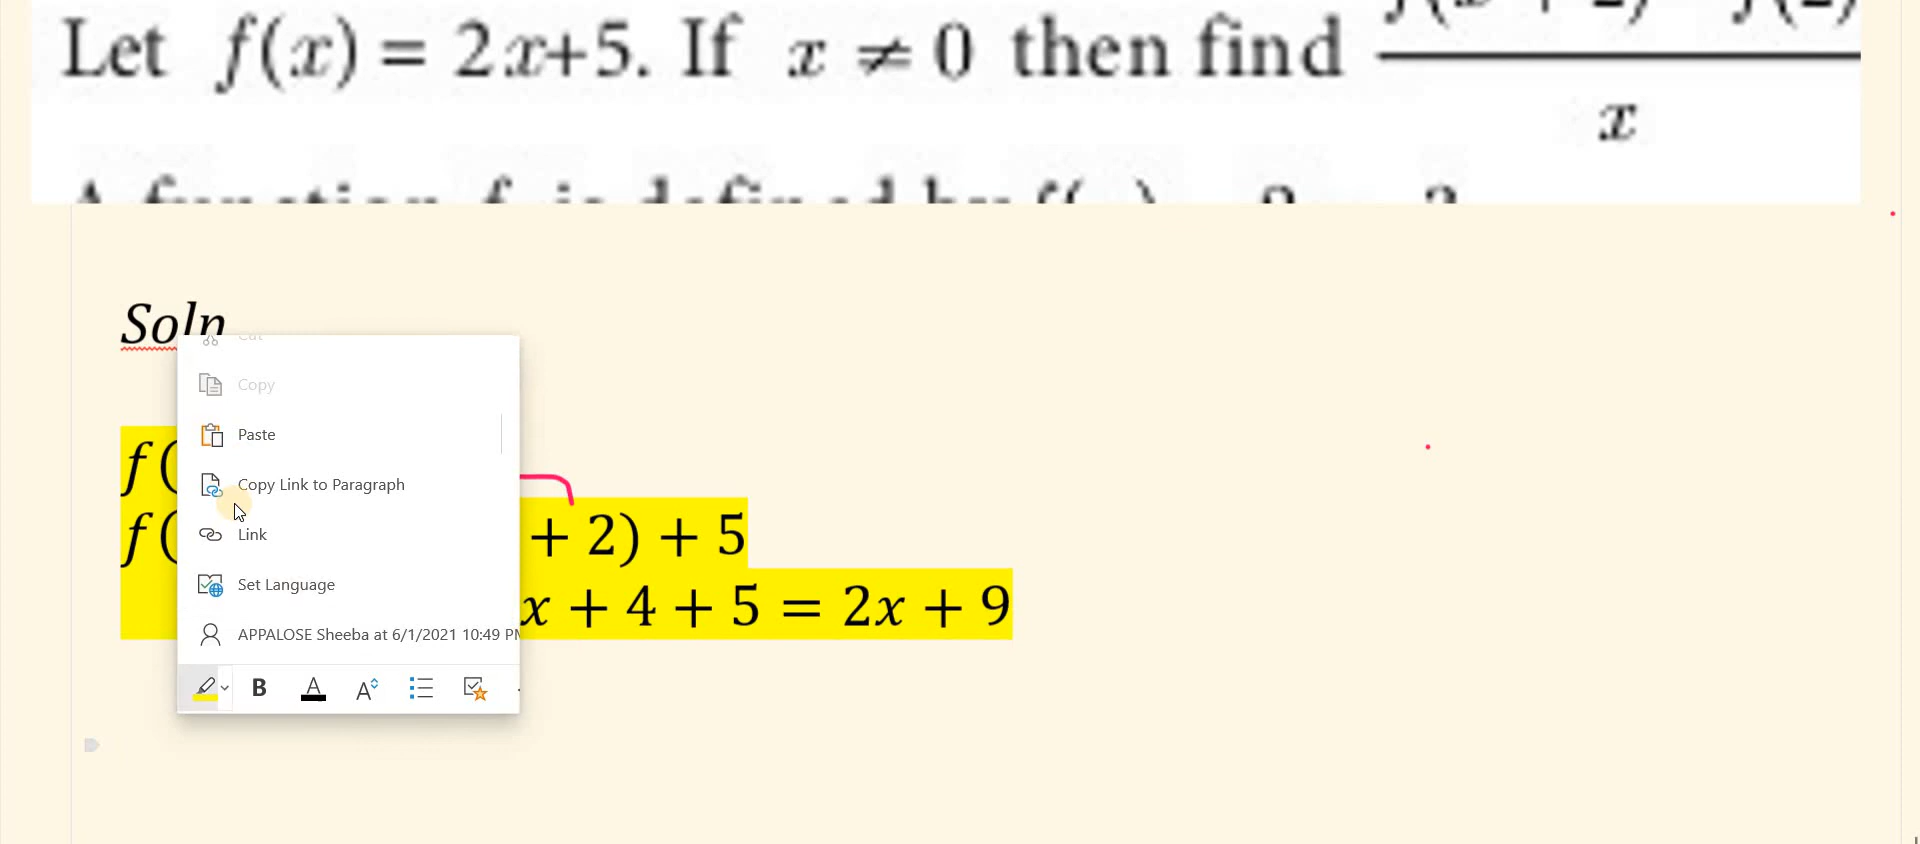 Let f(x) = 2x+5. If x ≠ 0 then find
x
Soln
Copy
Paste
Copy Link to Paragraph
Link
Set Language
APPALOSE Sheeba at 6/1/2021 10:49 PM
f(
f( + 2) + 5
x + 4 + 5 = 2x + 9
B A A